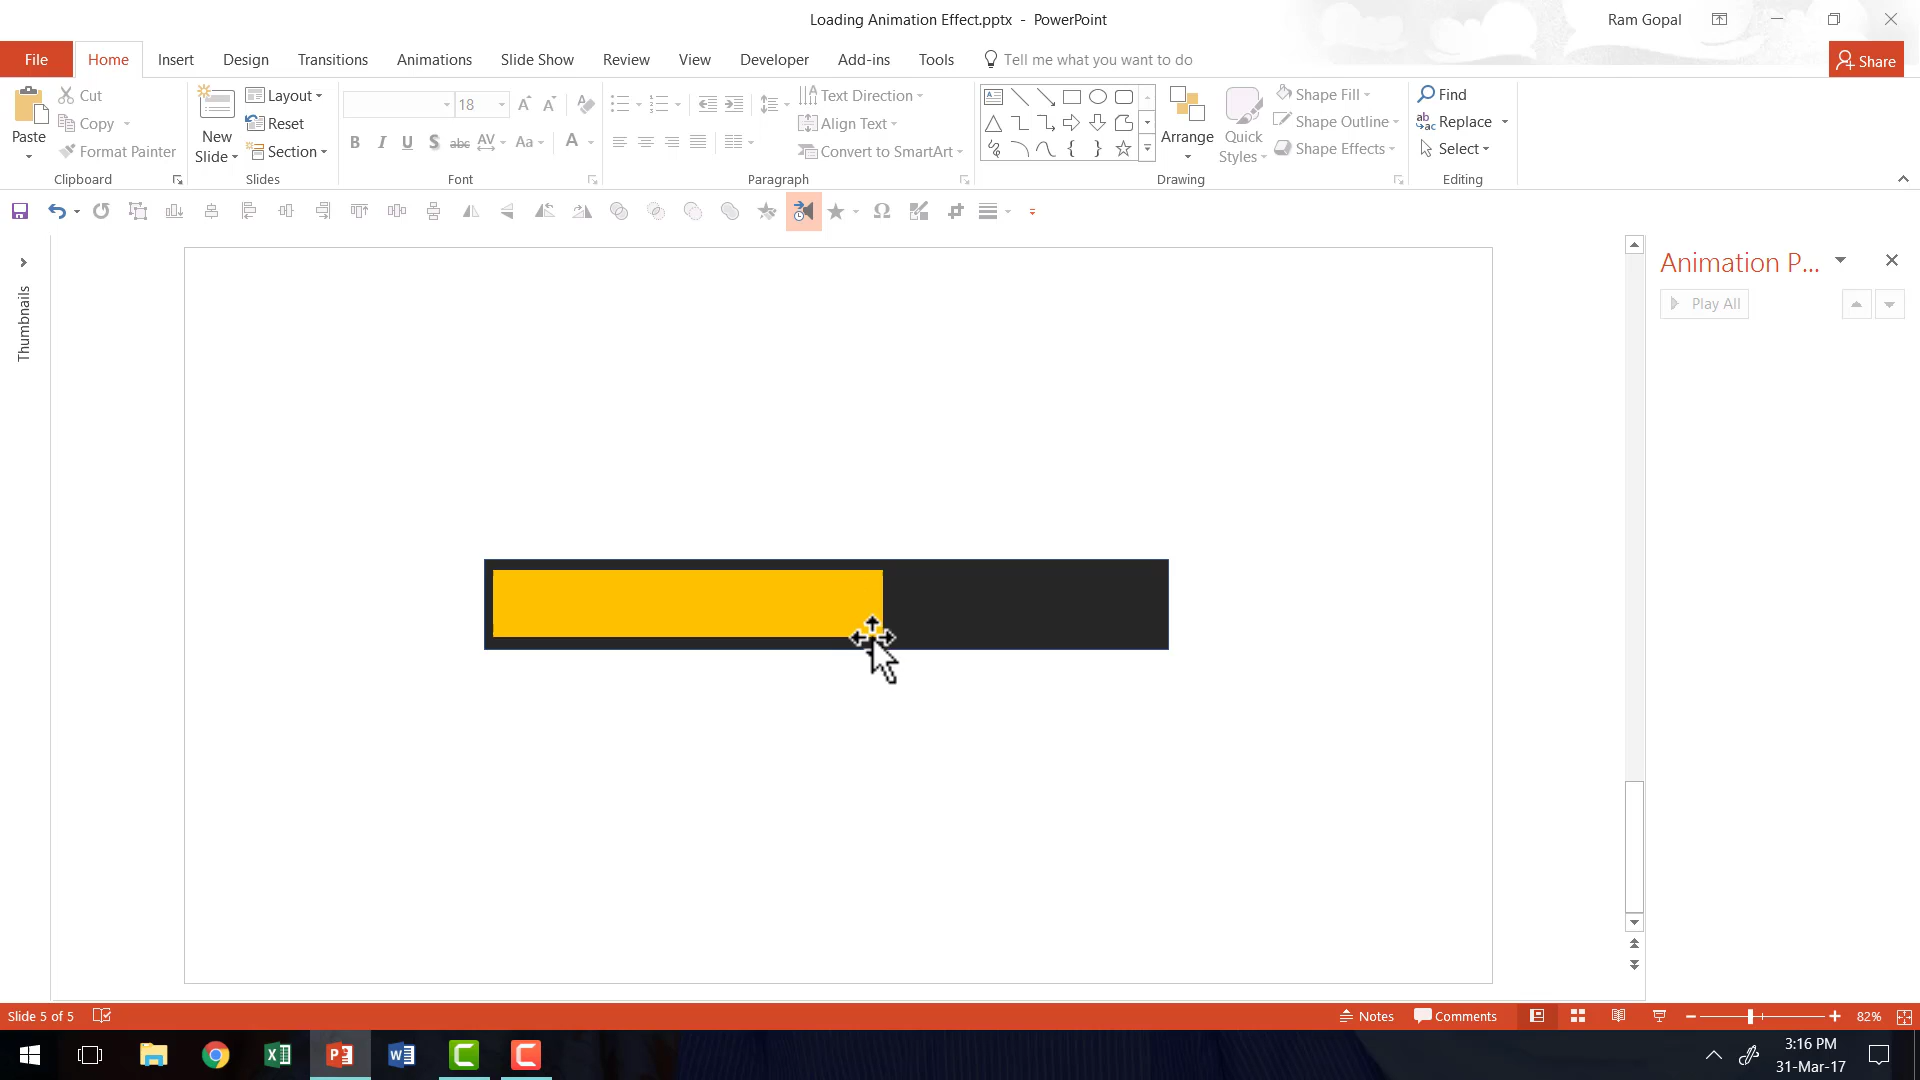 Loading Animation Effect.pptx - PowerPoint
Ram Gopal
File Home Insert Design Transitions Animations Slide Show Review View Developer Add-ins Tools Tell me what you want to do Share
Paste
Cut
Copy
Format Painter
Clipboard
New
Slide
Layout
Reset
Section
Slides
18
B I U S abc AV Aa A
Font
Text Direction
Align Text
Convert to SmartArt
Paragraph
Arrange
Quick
Styles
Shape Fill
Shape Outline
Shape Effects
Drawing
Find
Replace
Select
Editing
Thumbnails
Animation P...
Play All
Slide 5 of 5
Notes Comments 82%
3:16 PM
31-Mar-17